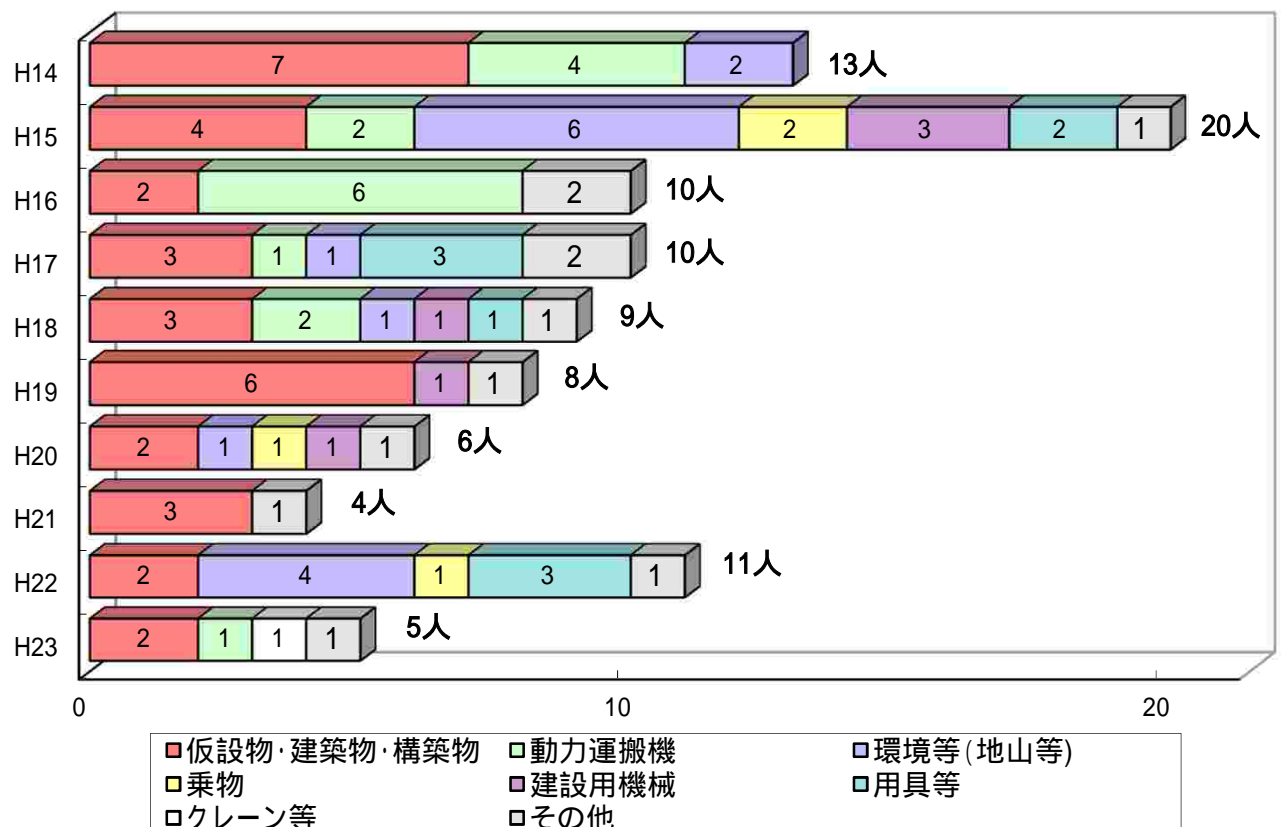 H14 7 4 2 13人
H15 4 2 6 2 3 2 1 20人
H16 2 6 2 10人
H17 3 1 1 3 2 10人
H18 3 2 1 1 1 1 9人
H19 6 1 1 8人
H20 2 1 1 1 1 6人
H21 3 1 4人
H22 2 4 1 3 1 11人
H23 2 1 1 1 5人
0 10 20
仮設物・建築物・構築物 動力運搬機 環境等(地山等)
乗物 建設用機械 用具等
クレーン等 その他